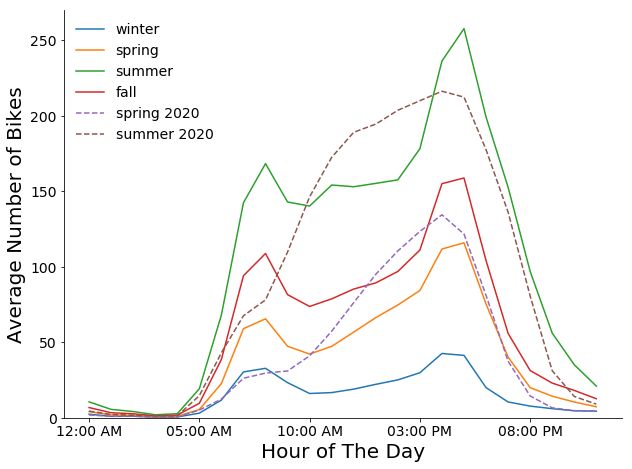 winter
spring
summer
fall
spring 2020
summer 2020
250
200
150
100
50
0
Average Number of Bikes
12:00 AM 05:00 AM 10:00 AM 03:00 PM 08:00 PM
Hour of The Day